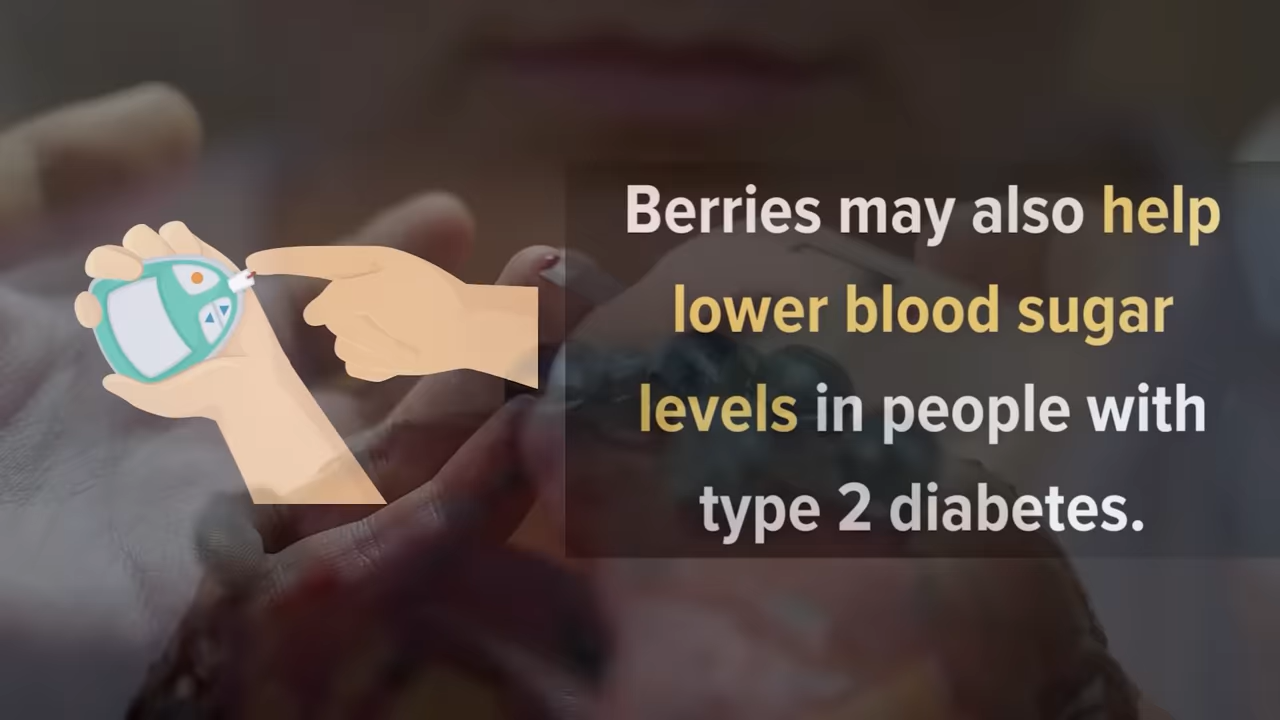 Berries may also help
lower blood sugar
levels in people with
type 2 diabetes.